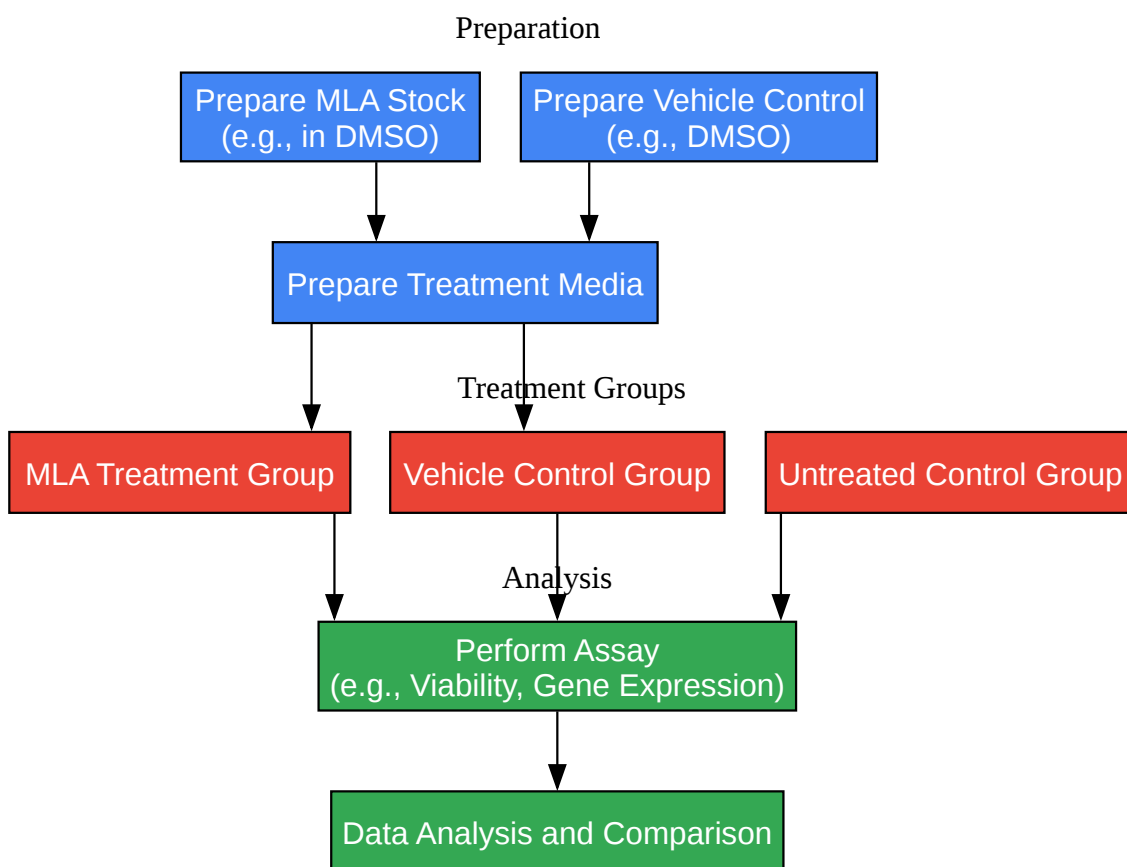 Preparation
Prepare MLA Stock
(e.g., in DMSO)
Prepare Vehicle Control
(e.g., DMSO)
Prepare Treatment Media
Treatment Groups
MLA Treatment Group
Vehicle Control Group
Untreated Control Group
Analysis
Perform Assay
(e.g., Viability, Gene Expression)
Data Analysis and Comparison